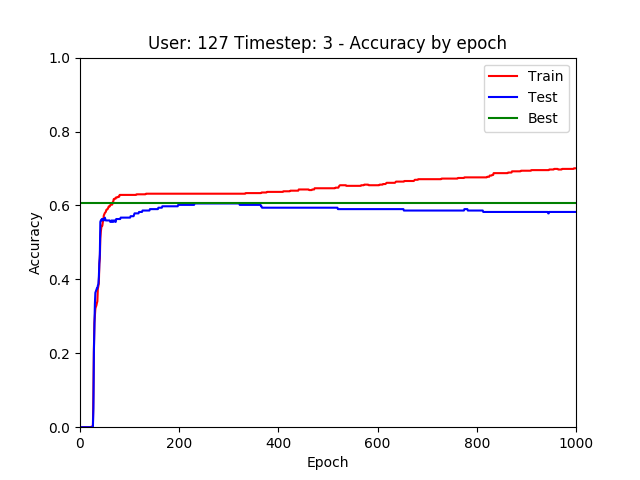 User: 127 Timestep: 3 - Accuracy by epoch
1.0
0.8
0.6
0.4
0.2
0.0
Accuracy
Train
Test
Best
0 200 400 600 800 1000
Epoch